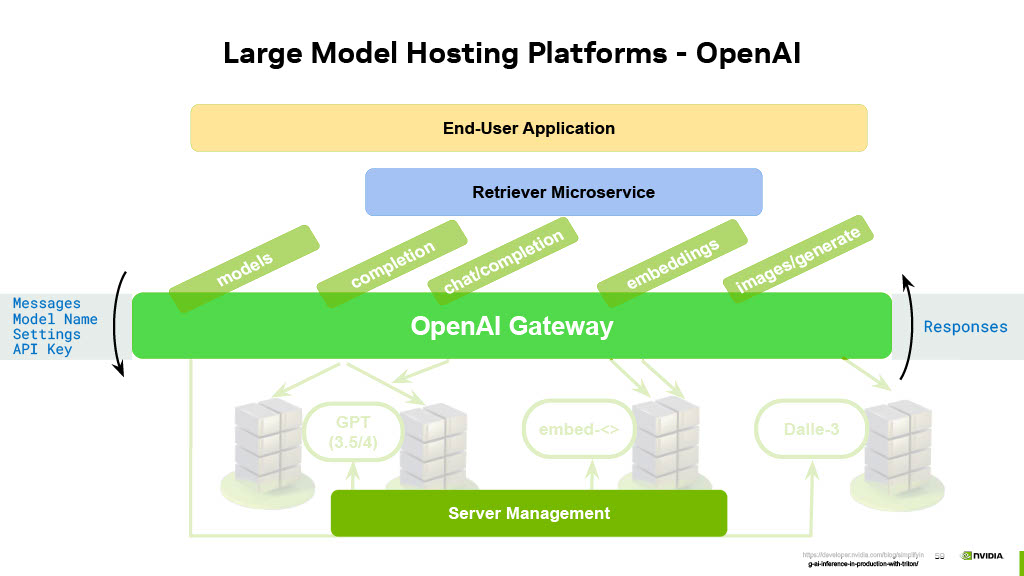 Large Model Hosting Platforms - OpenAI
End-User Application
Retriever Microservice
models
completion
chat/completion
embeddings
images/generate
Messages
Model Name
Settings
API Key
OpenAI Gateway
Responses
GPT
(3.5/4)
embed-<>
Dalle-3
Server Management
https://developer.nvidia.com/blog/simplifyin
g-ai-inference-in-production-with-triton/
59
NVIDIA